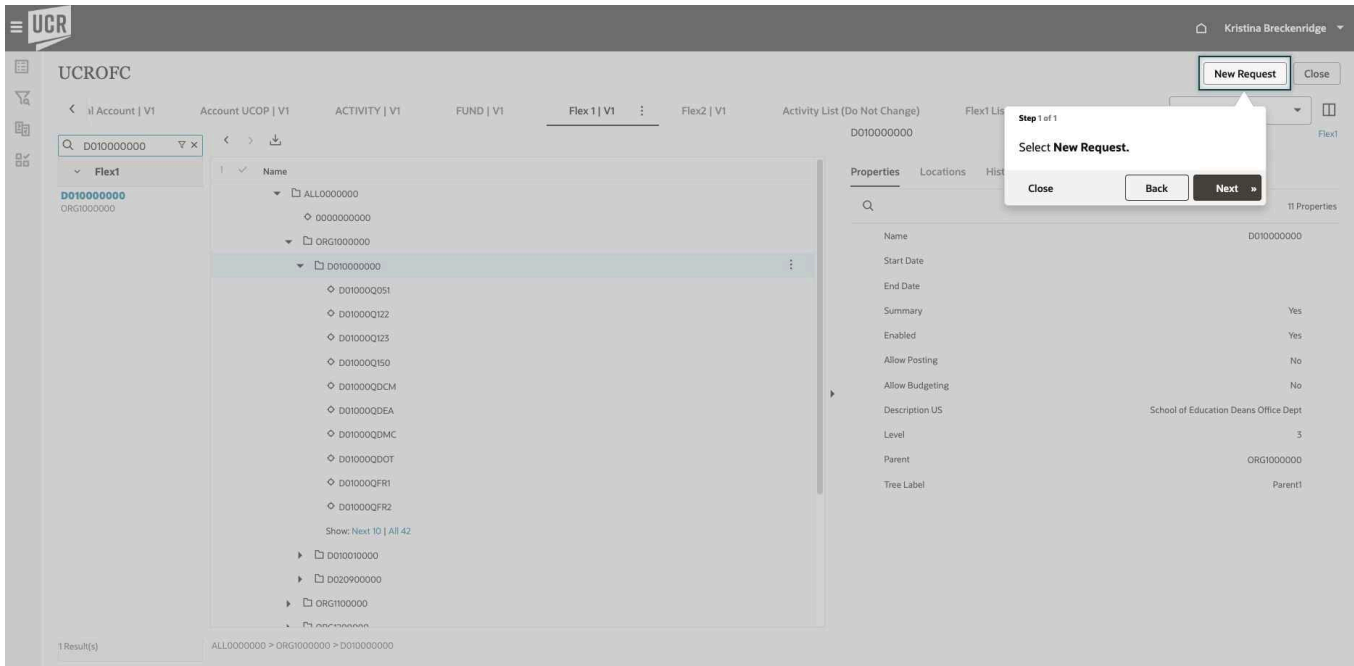 UCR
Kristina Breckenridge
UCROFC
New Request
Close
al Account | V1
Account UCOP | V1
ACTIVITY | V1
FUND | V1
Flex 1 | V1
Flex2 | V1
Activity List (Do Not Change)
Flex1 Lis
Step 1 of 1
Select New Request.
Close
Back
Next »
D010000000
D010000000
Flex1
Flex1
D010000000
ORG1000000
Name
ALL0000000
0000000000
ORG1000000
D010000000
D01000Q051
D01000Q122
D01000Q123
D01000Q150
D01000QDCM
D01000QDEA
D01000QDMC
D01000QDOT
D01000QFR1
D01000QFR2
Show: Next 10 | All 42
D010010000
D020900000
ORG1100000
ORG1200000
Properties
Locations
Hist
11 Properties
Name D010000000
Start Date
End Date
Summary Yes
Enabled Yes
Allow Posting No
Allow Budgeting No
Description US School of Education Deans Office Dept
Level 3
Parent ORG1000000
Tree Label Parent1
1 Result(s)
ALL0000000 > ORG1000000 > D010000000